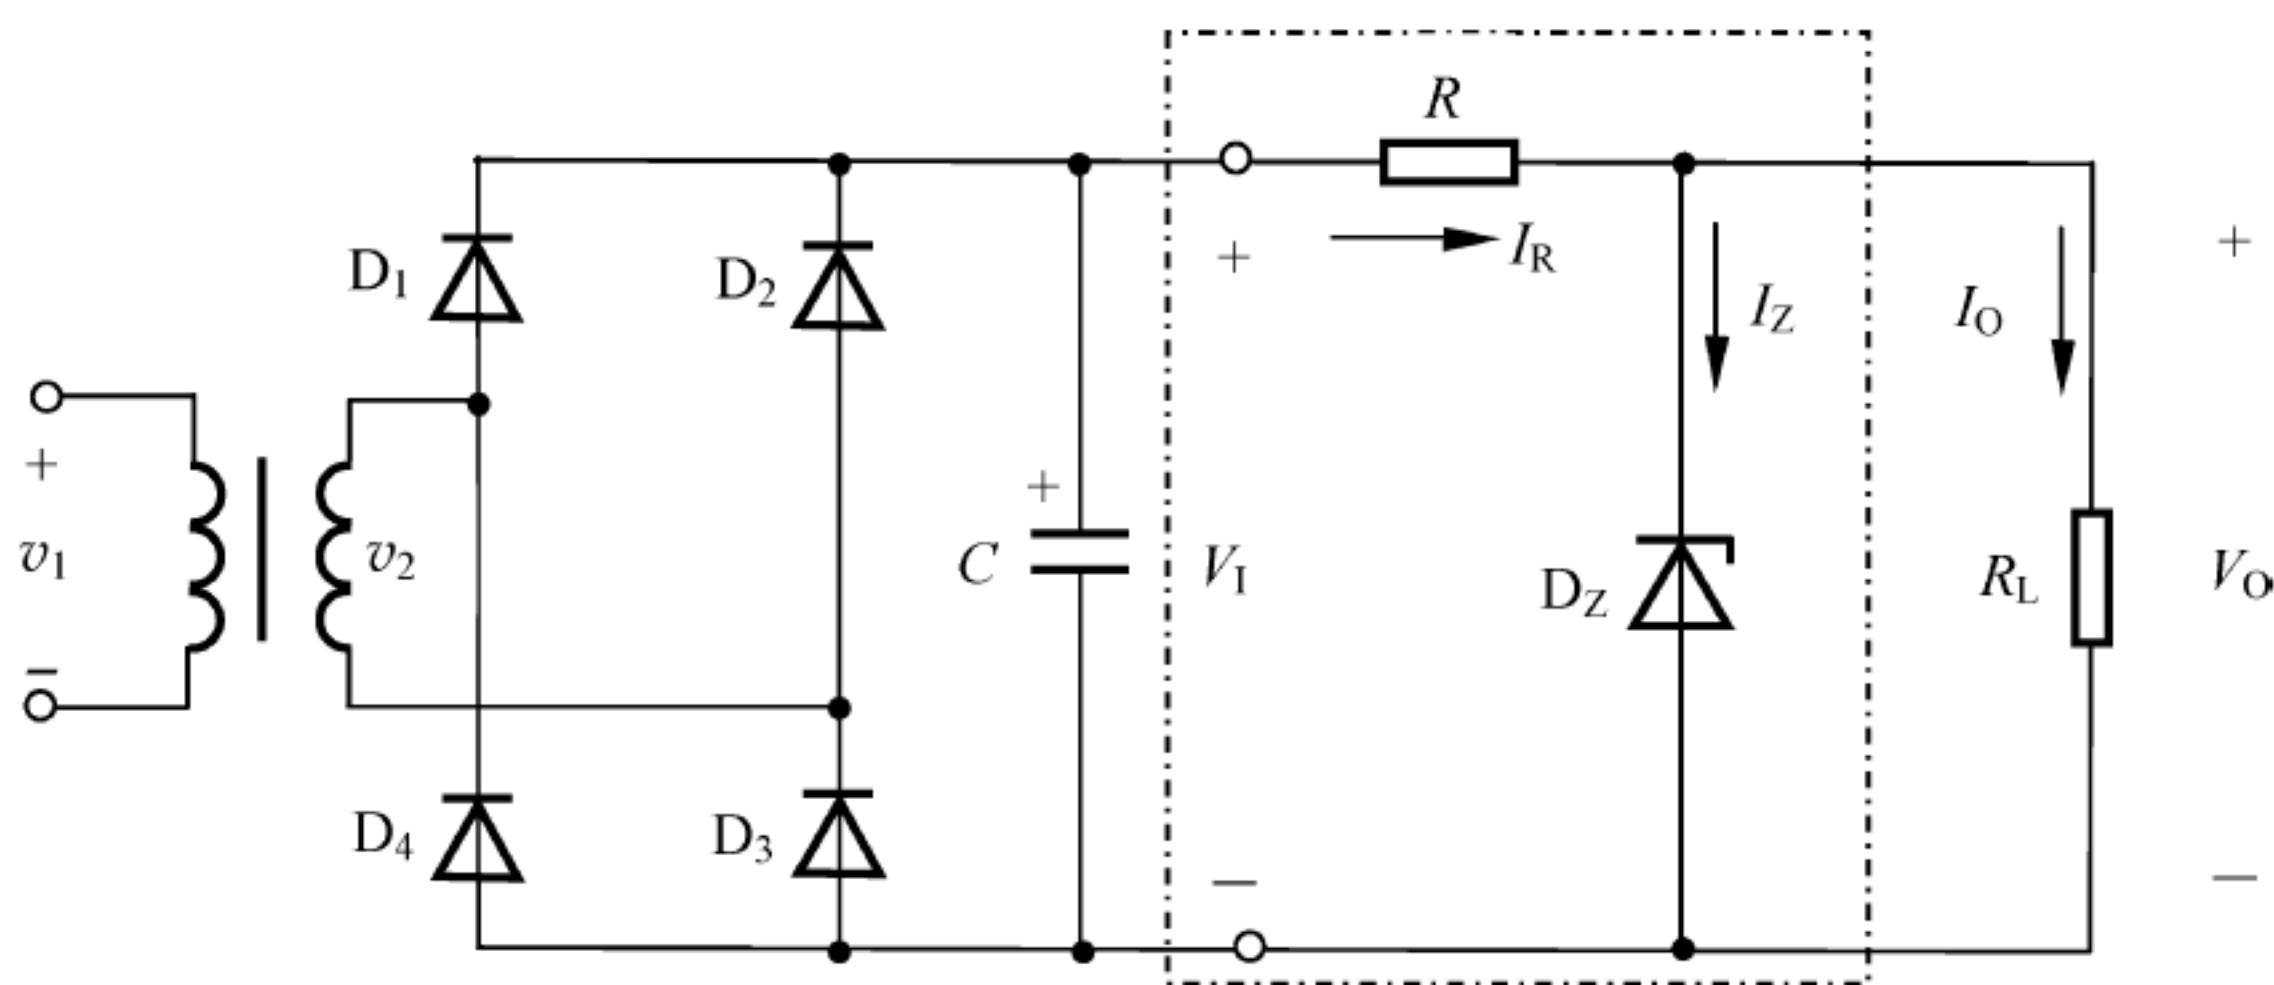 R
D1
D2
+
IR
IZ
IO
+
+
v1
−
v2
+
C
VI
DZ
RL
VO
D4
D3
−
−